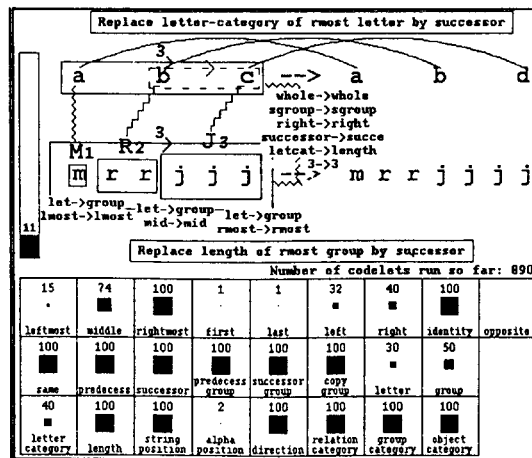 Replace letter-category of rmost letter by successor
3
a b c --> a b d
whole->whole
sgroup->sgroup
3 right->right
successor->succe
letcat->length
M1 R2 J3
3->3
m r r j j j --> m r r j j j j
let->group let->group let->group
lmost->lmost mid->mid rmost->rmost
11
Replace length of rmost group by successor
Number of codelets run so far: 890
15 74 100 1 1 32 40 100
leftmost middle rightmost first last left right identity opposite
100 100 100 100 100 100 30 50
same predecess successor predecess group successor group copy group letter group
40 100 100 2 100 100 100 100
letter category length string position alpha position direction relation category group category object category